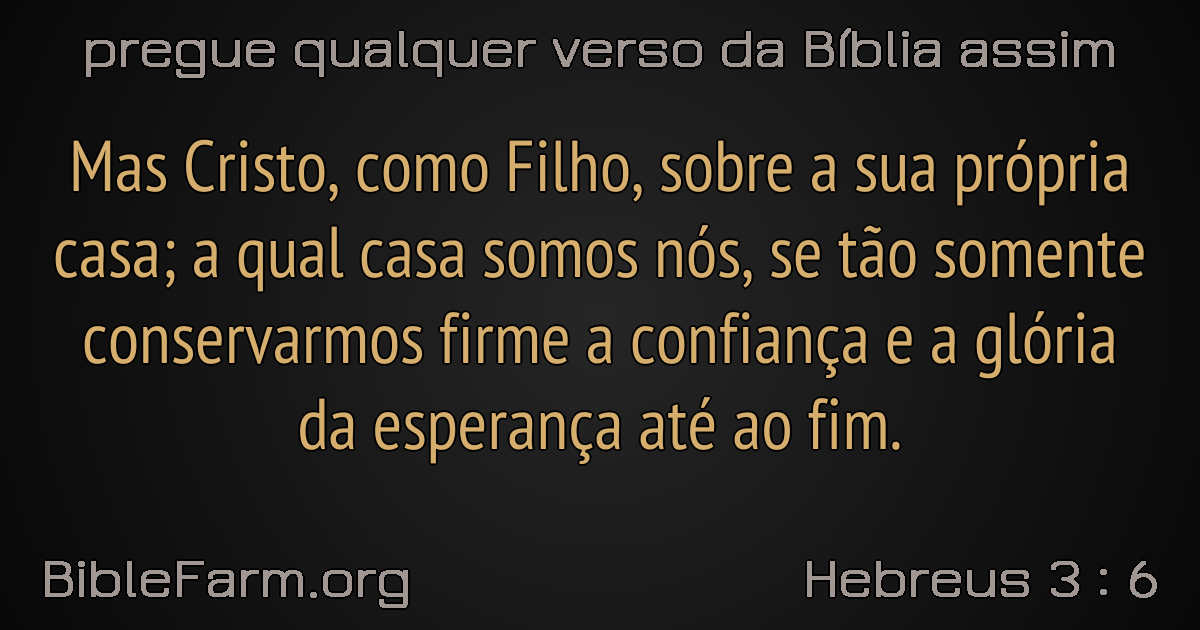 pregue qualquer verso da Bíblia assim
Mas Cristo, como Filho, sobre a sua própria
casa; a qual casa somos nós, se tão somente
conservarmos firme a confiança e a glória
da esperança até ao fim.
BibleFarm.org
Hebreus 3 : 6